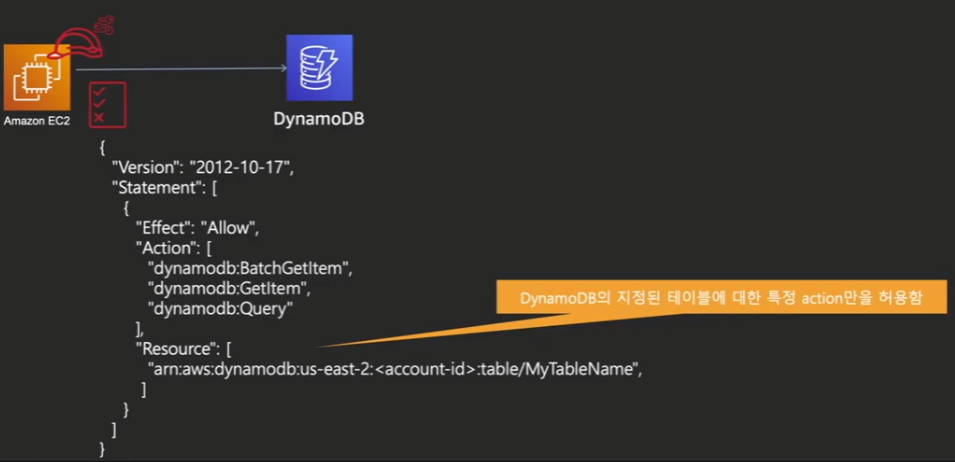 Amazon EC2
DynamoDB
{
"Version": "2012-10-17",
"Statement": [
{
"Effect": "Allow",
"Action": [
"dynamodb:BatchGetItem",
"dynamodb:GetItem",
"dynamodb:Query"
],
"Resource": [
"arn:aws:dynamodb:us-east-2:<account-id>:table/MyTableName",
]
}
]
}
DynamoDB의 지정된 테이블에 대한 특정 action만을 허용함